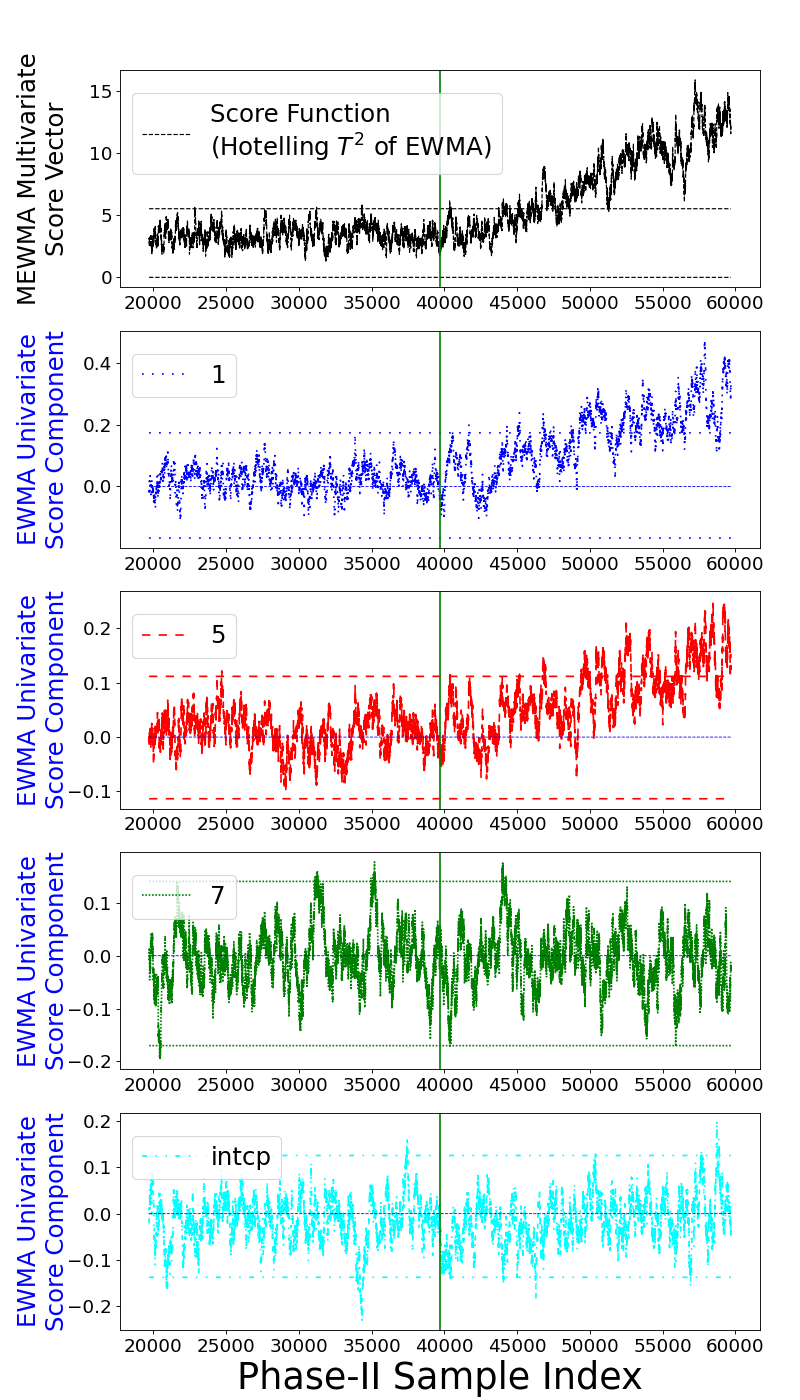 MEWMA Multivariate
Score Vector
15
10
5
0
Score Function
(Hotelling T² of EWMA)
20000 25000 30000 35000 40000 45000 50000 55000 60000
EWMA Univariate
Score Component
0.4
0.2
0.0
1
20000 25000 30000 35000 40000 45000 50000 55000 60000
EWMA Univariate
Score Component
0.2
0.1
0.0
−0.1
5
20000 25000 30000 35000 40000 45000 50000 55000 60000
EWMA Univariate
Score Component
0.1
0.0
−0.1
−0.2
7
20000 25000 30000 35000 40000 45000 50000 55000 60000
EWMA Univariate
Score Component
0.2
0.1
0.0
−0.1
−0.2
intcp
20000 25000 30000 35000 40000 45000 50000 55000 60000
Phase-II Sample Index